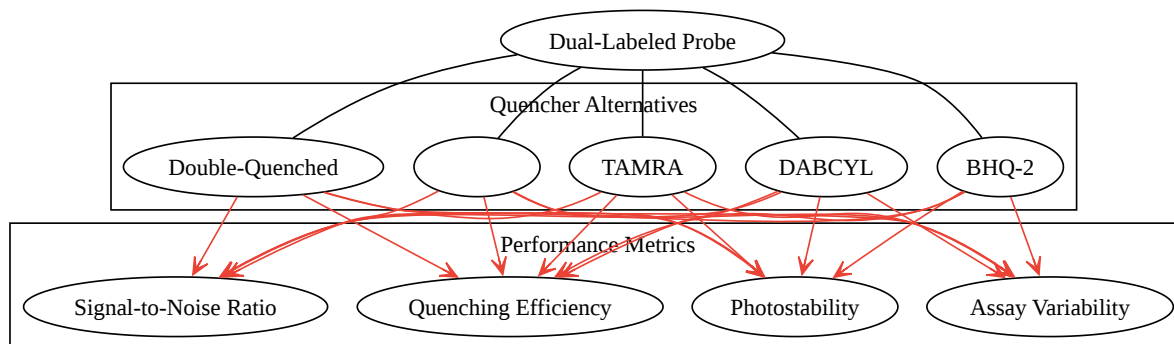 Dual-Labeled Probe
Quencher Alternatives
Double-Quenched
TAMRA
DABCYL
BHQ-2
Performance Metrics
Signal-to-Noise Ratio
Quenching Efficiency
Photostability
Assay Variability